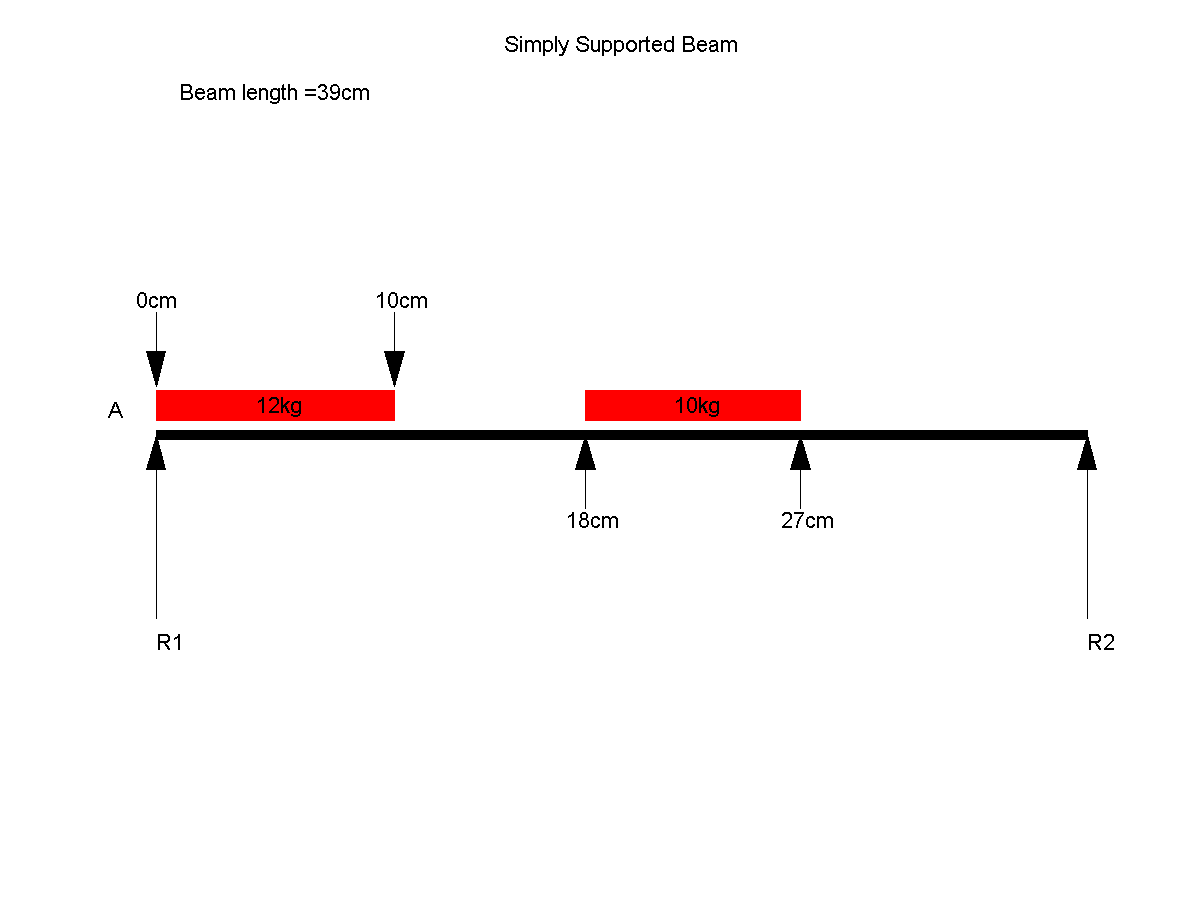 Simply Supported Beam
Beam length =39cm
0cm
10cm
A
12kg
10kg
18cm
27cm
R1
R2